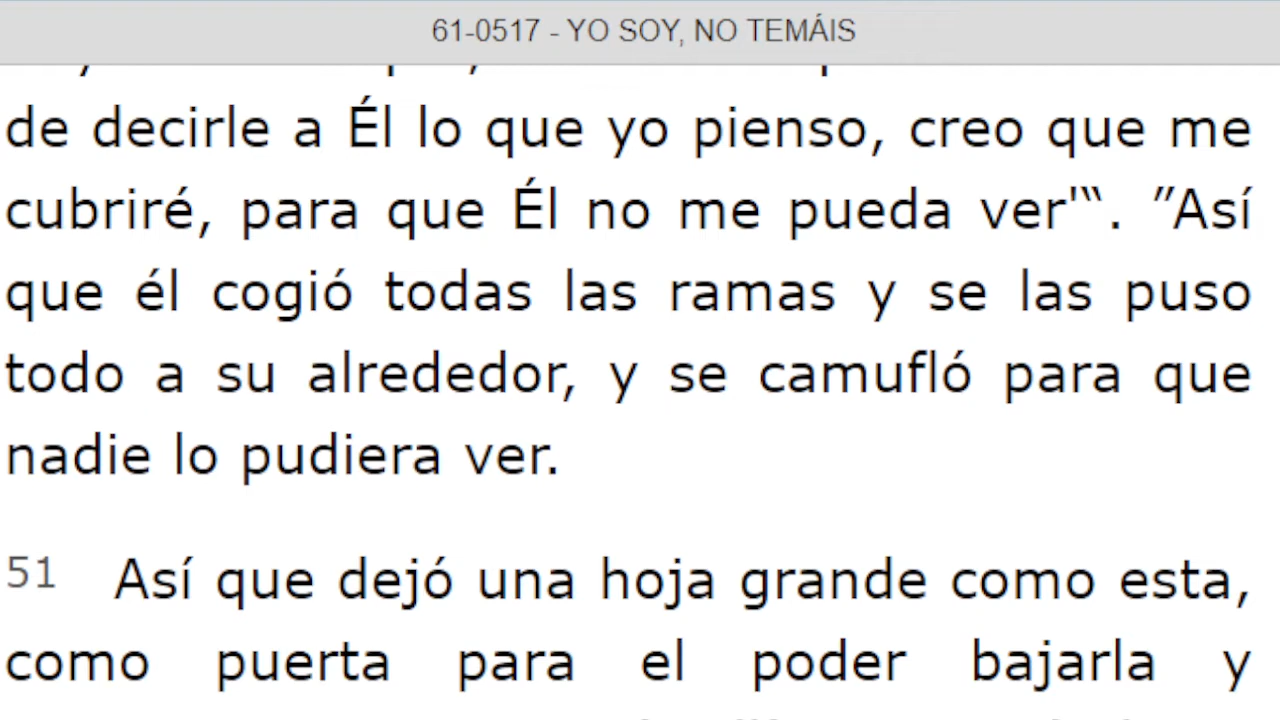 61-0517 - YO SOY, NO TEMÁIS
de decirle a Él lo que yo pienso, creo que me
cubriré, para que Él no me pueda ver'“. ”Así
que él cogió todas las ramas y se las puso
todo a su alrededor, y se camufló para que
nadie lo pudiera ver.
51 Así que dejó una hoja grande como esta,
como puerta para el poder bajarla y